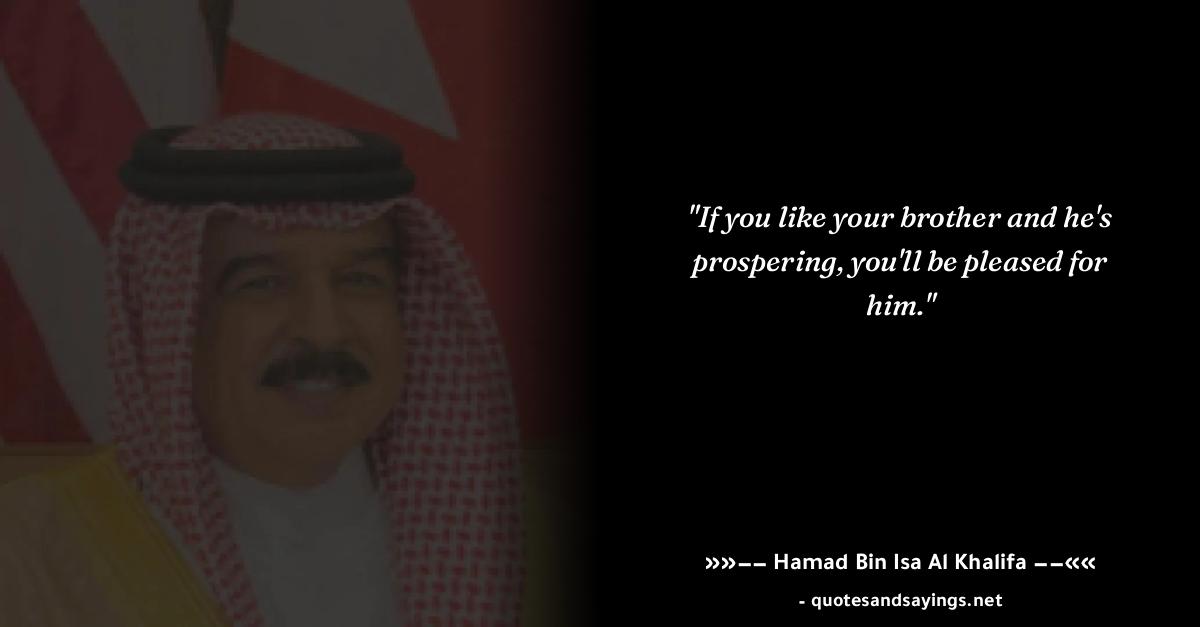 "If you like your brother and he's
prospering, you'll be pleased for
him."
»»–– Hamad Bin Isa Al Khalifa ––««
- quotesandsayings.net